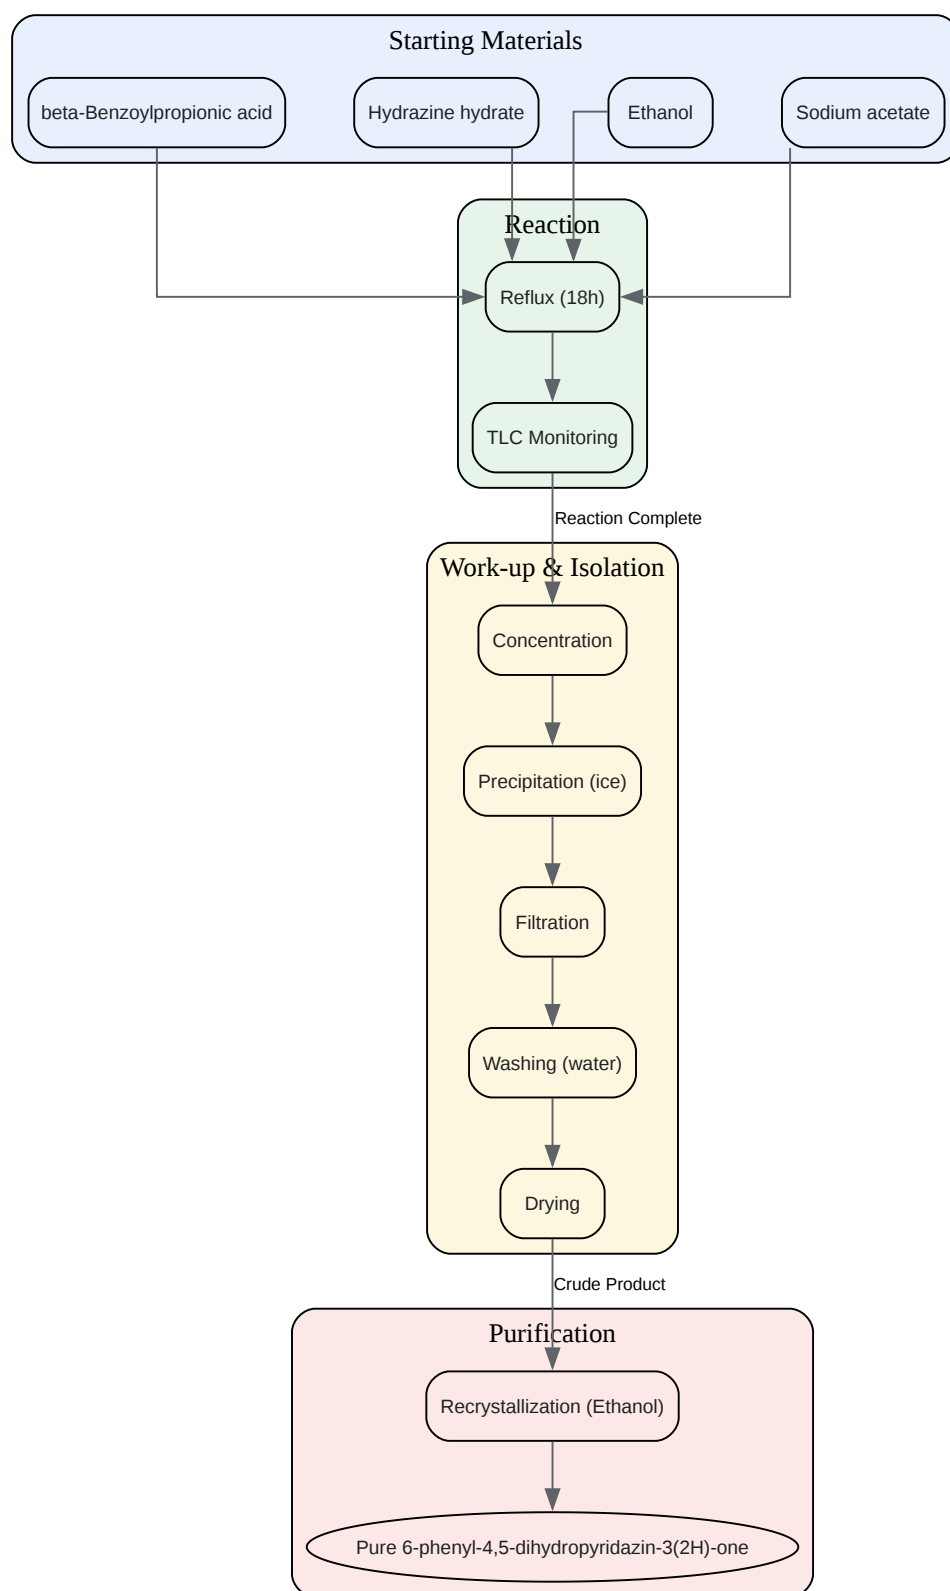 Starting Materials
beta-Benzoylpropionic acid
Hydrazine hydrate
Ethanol
Sodium acetate
Reaction
Reflux (18h)
TLC Monitoring
Reaction Complete
Work-up & Isolation
Concentration
Precipitation (ice)
Filtration
Washing (water)
Drying
Crude Product
Purification
Recrystallization (Ethanol)
Pure 6-phenyl-4,5-dihydropyridazin-3(2H)-one